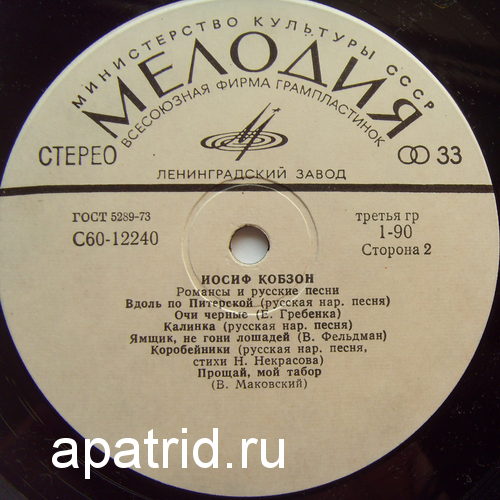 МИНИСТЕРСТВО КУЛЬТУРЫ СССР
МЕЛОДИЯ
ВСЕСОЮЗНАЯ ФИРМА ГРАМПЛАСТИНОК
СТЕРЕО
33
ЛЕНИНГРАДСКИЙ ЗАВОД
ГОСТ 5289-73
третья гр
С60-12240
1-90
Сторона 2
ИОСИФ КОБЗОН
Романсы и русские песни
Вдоль по Питерской (русская нар. песня)
Очи черные (Е. Гребенка)
Калинка (русская нар. песня)
Ямщик, не гони лошадей (В. Фельдман)
Коробейники (русская нар. песня,
стихи Н. Некрасова)
Прощай, мой табор
(В. Маковский)
apatrid.ru